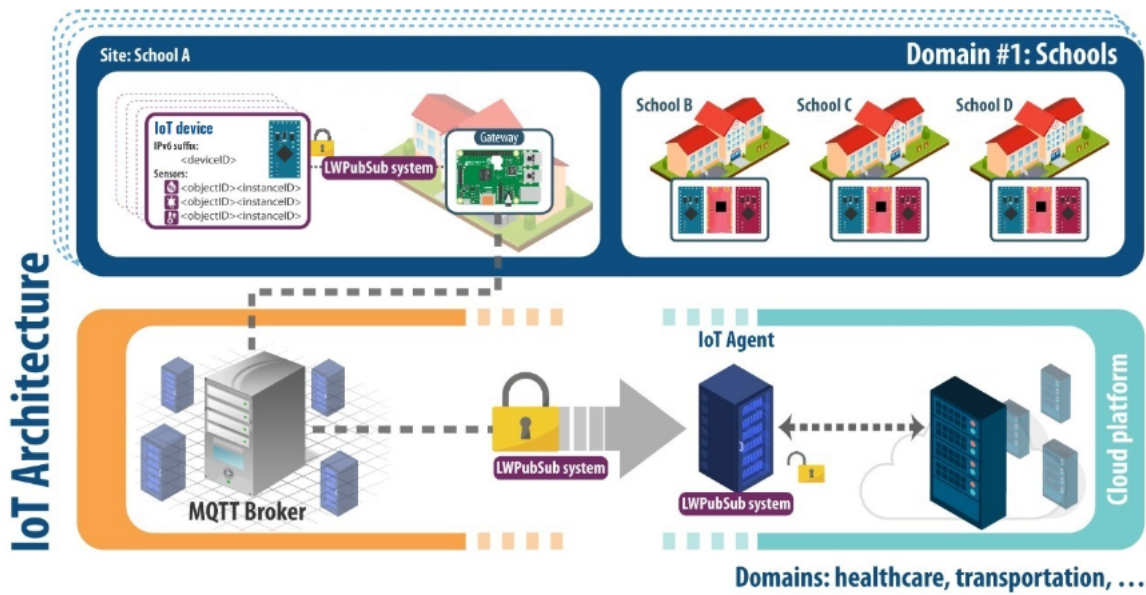 Site: School A
Domain #1: Schools
IoT device
IPv6 suffix:
<deviceID>
Sensors:
<objectID><instanceID>
<objectID><instanceID>
<objectID><instanceID>
LWPubSub system
Gateway
School B
School C
School D
IoT Architecture
MQTT Broker
LWPubSub system
IoT Agent
LWPubSub system
Cloud platform
Domains: healthcare, transportation, ...